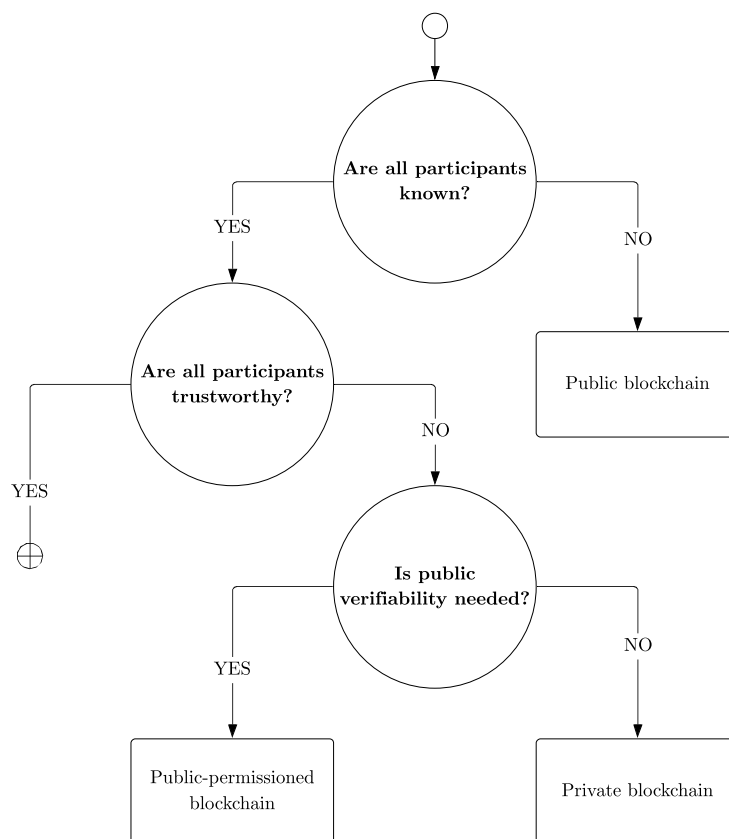 Are all participants
known?
YES
NO
Are all participants
trustworthy?
Public blockchain
NO
YES
Is public
verifiability needed?
NO
YES
Public-permissioned
blockchain
Private blockchain